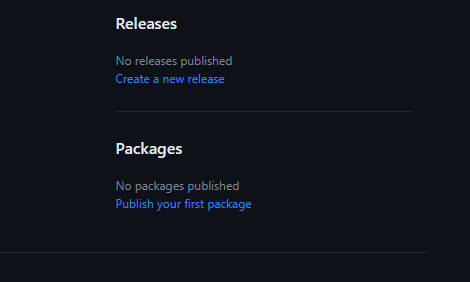 Releases
No releases published
Create a new release
Packages
No packages published
Publish your first package